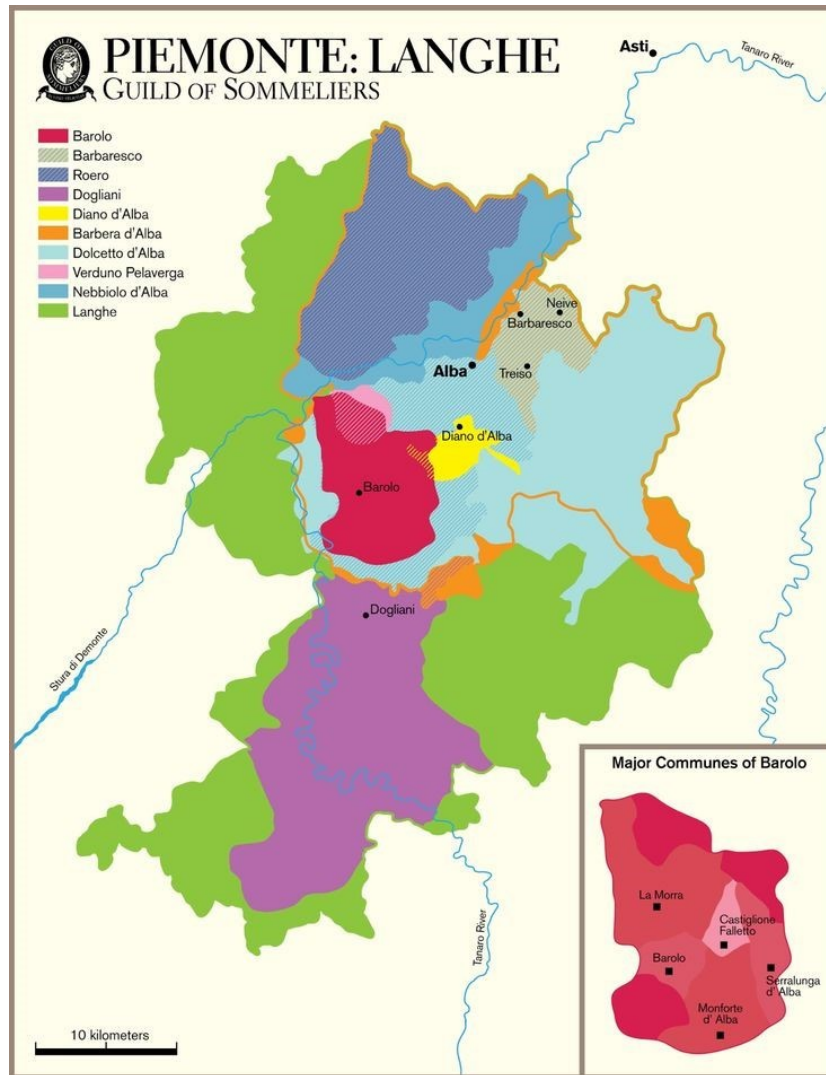 PIEMONTE: LANGHE
GUILD OF SOMMELIERS
Asti
Tanaro River
Barolo
Barbaresco
Roero
Dogliani
Diano d'Alba
Barbera d'Alba
Dolcetto d'Alba
Verduno Pelaverga
Nebbiolo d'Alba
Langhe
Neive
Barbaresco
Alba
Treiso
Diano d'Alba
Barolo
Dogliani
Stura di Demonte
Tanaro River
10 kilometers
Major Communes of Barolo
La Morra
Castiglione
Falletto
Barolo
Serralunga
d' Alba
Monforte
d' Alba